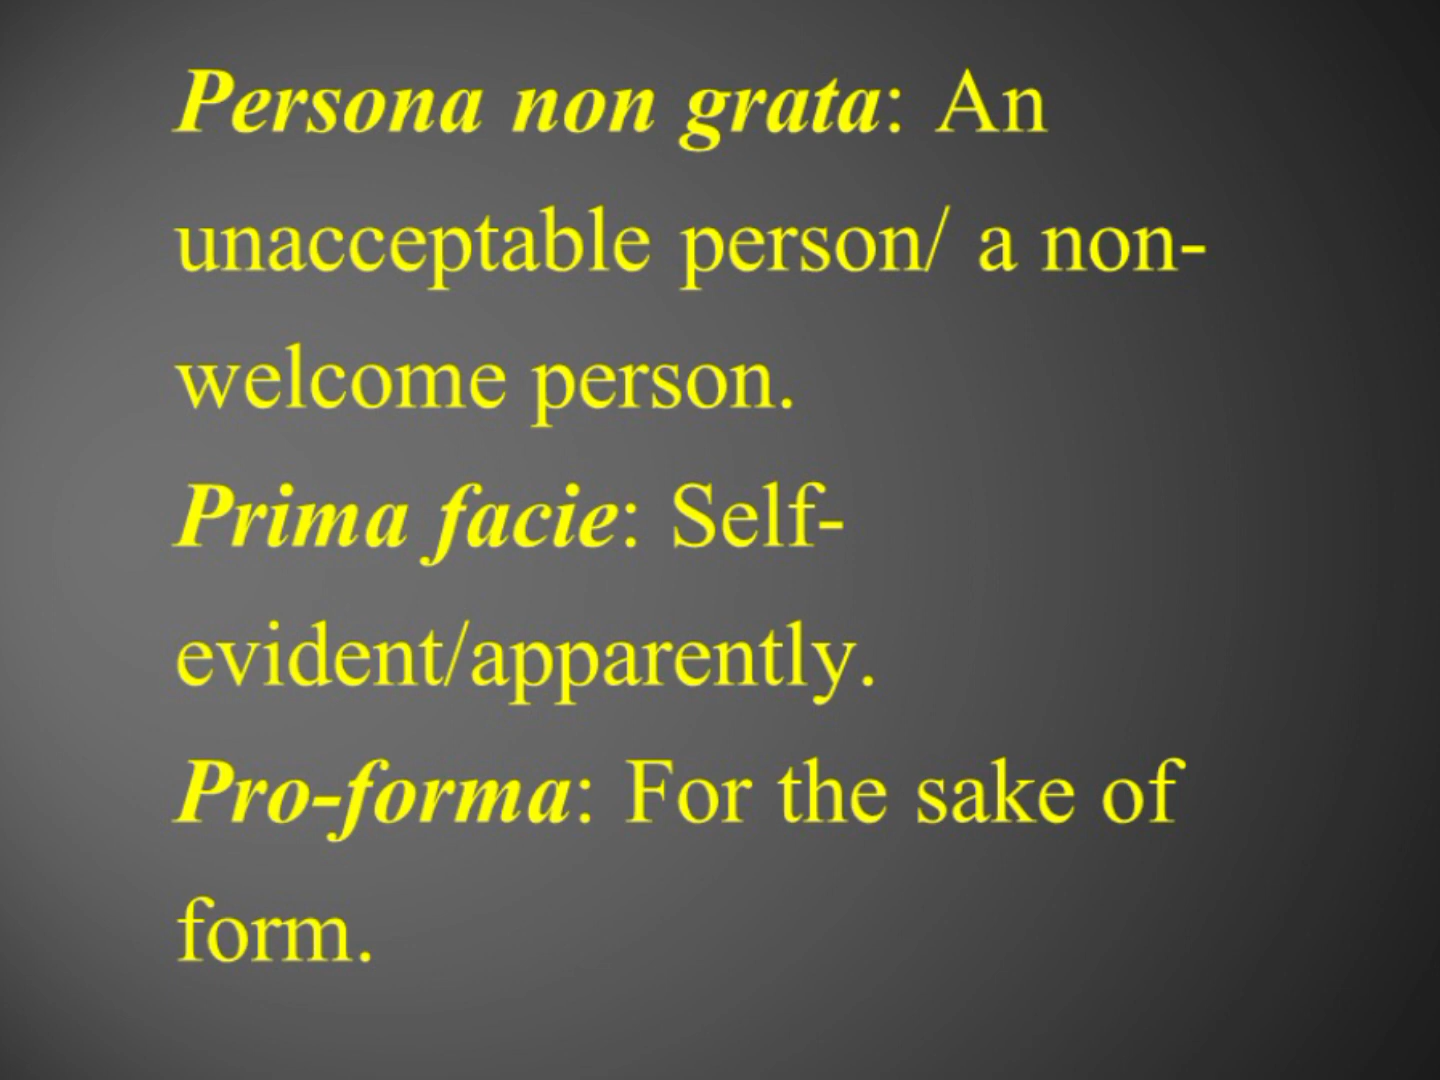 Persona non grata: An
unacceptable person/ a non-
welcome person.
Prima facie: Self-
evident/apparently.
Pro-forma: For the sake of
form.